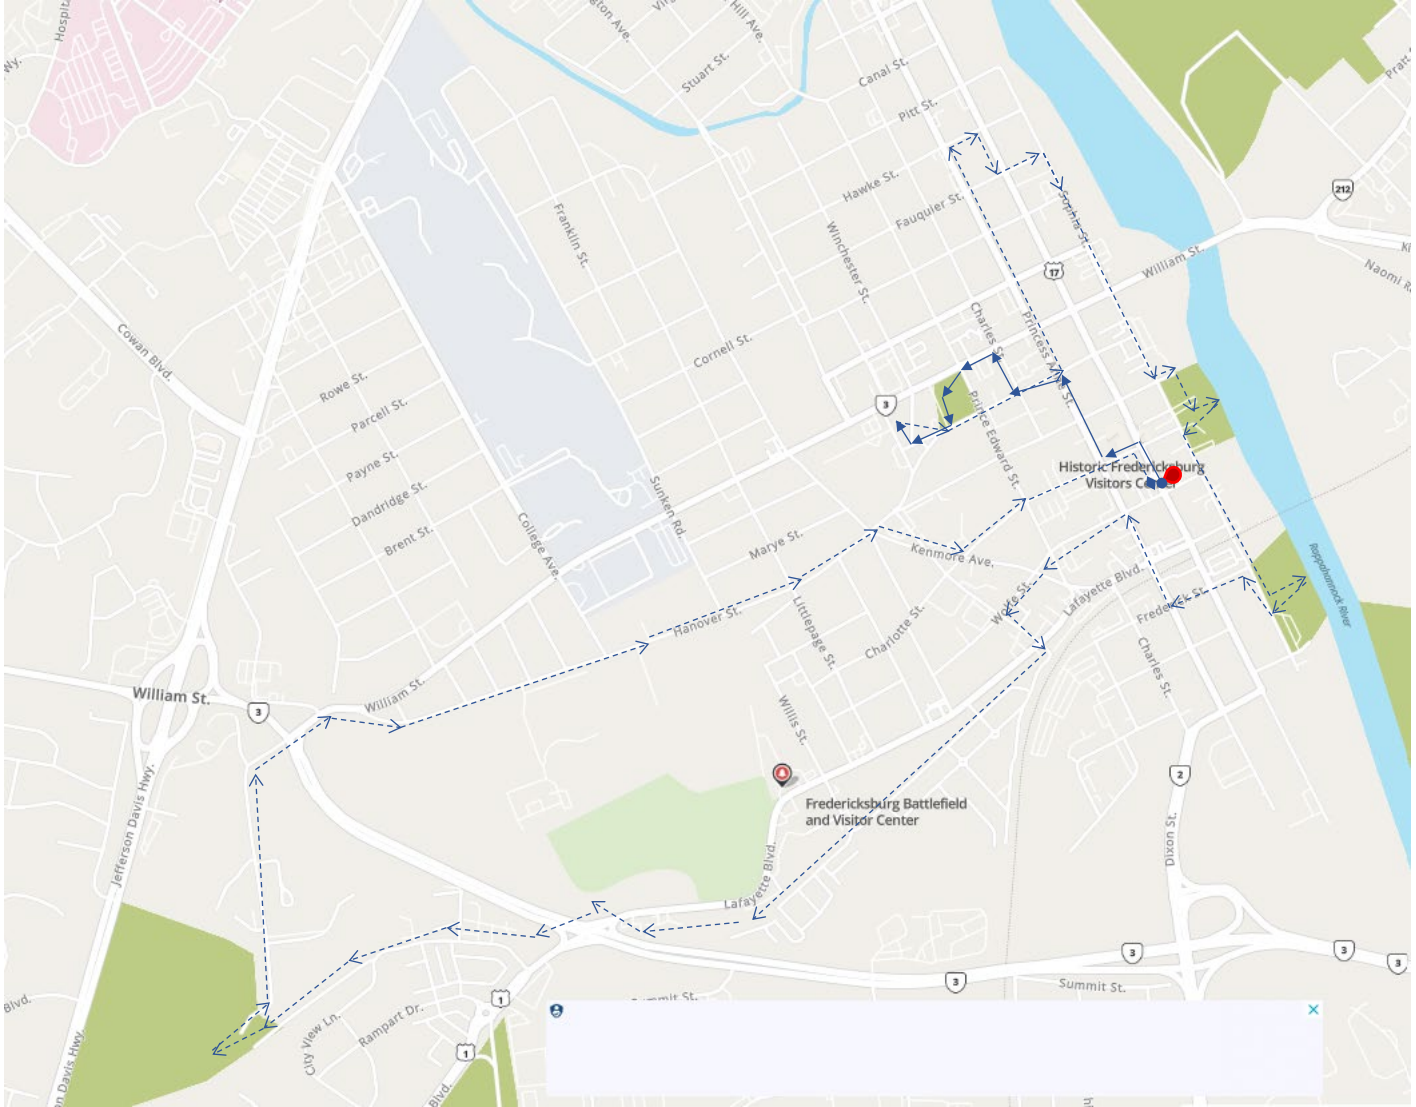 Canal St.
Stuart St.
Pitt St.
Hill Ave.
Hawke St.
212
Fauquier St.
Franklin St.
Sophia St.
Winchester St.
William St.
17
Naomi
Cowan Blvd.
Cornell St.
Charles St.
Princess
St.
Rowe St.
3
Parcell St.
Prince Edward St.
Payne St.
Historic Fredericksburg
Visitors
Dandridge St.
Sunken Rd.
College Ave.
Brent St.
Marye St.
Kenmore Ave.
Lafayette Blvd.
Rappahannock River
Hanover St.
Littlepage St.
Charlotte St.
Wolfe St.
Frederick St.
Charles St.
William St.
William St.
3
Willis St.
2
Fredericksburg Battlefield
and Visitor Center
Jefferson Davis Hwy.
Dixon St.
Lafayette Blvd.
3
3
3
3
Summit St.
1
Summit St.
City View Ln.
Rampart Dr.
1
Blvd.
Blvd.
Davis Hwy.